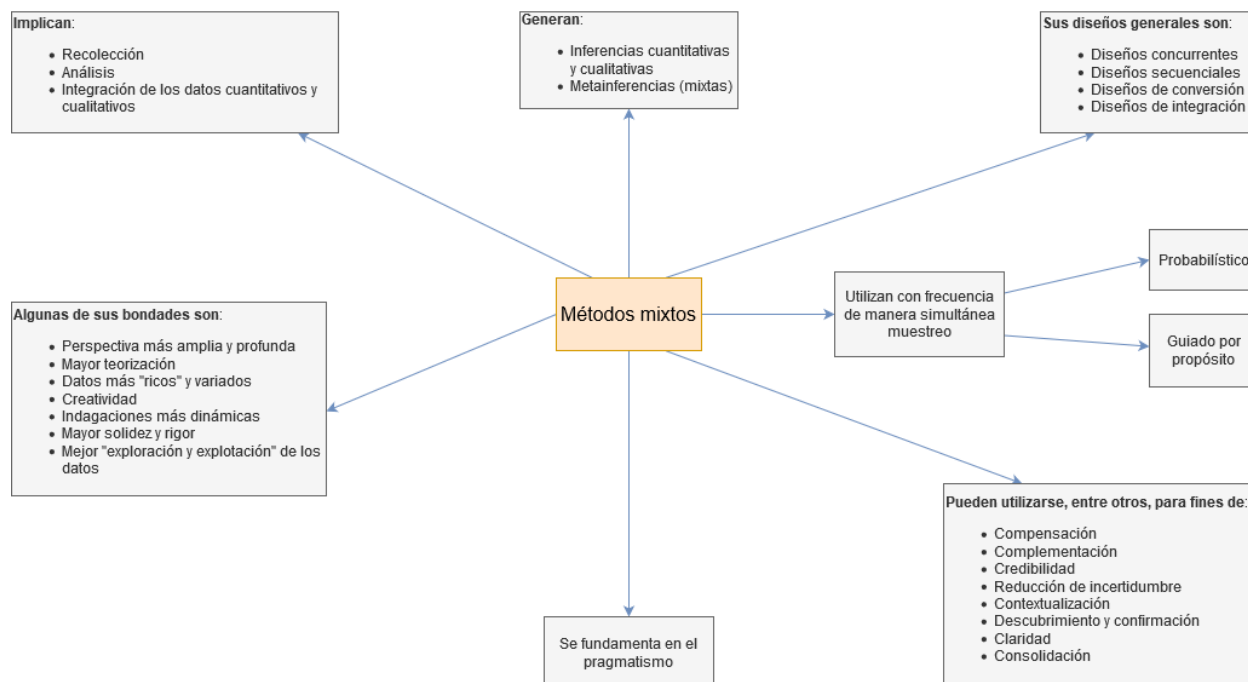 Implican:
Recolección
Análisis
Integración de los datos cuantitativos y
cualitativos
Generan:
Inferencias cuantitativas
y cualitativas
Metainferencias (mixtas)
Sus diseños generales son:
Diseños concurrentes
Diseños secuenciales
Diseños de conversión
Diseños de integración
Métodos mixtos
Utilizan con frecuencia
de manera simultánea
muestreo
Probabilístico
Guiado por
propósito
Algunas de sus bondades son:
Perspectiva más amplia y profunda
Mayor teorización
Datos más "ricos" y variados
Creatividad
Indagaciones más dinámicas
Mayor solidez y rigor
Mejor "exploración y explotación" de los
datos
Se fundamenta en el
pragmatismo
Pueden utilizarse, entre otros, para fines de:
Compensación
Complementación
Credibilidad
Reducción de incertidumbre
Contextualización
Descubrimiento y confirmación
Claridad
Consolidación